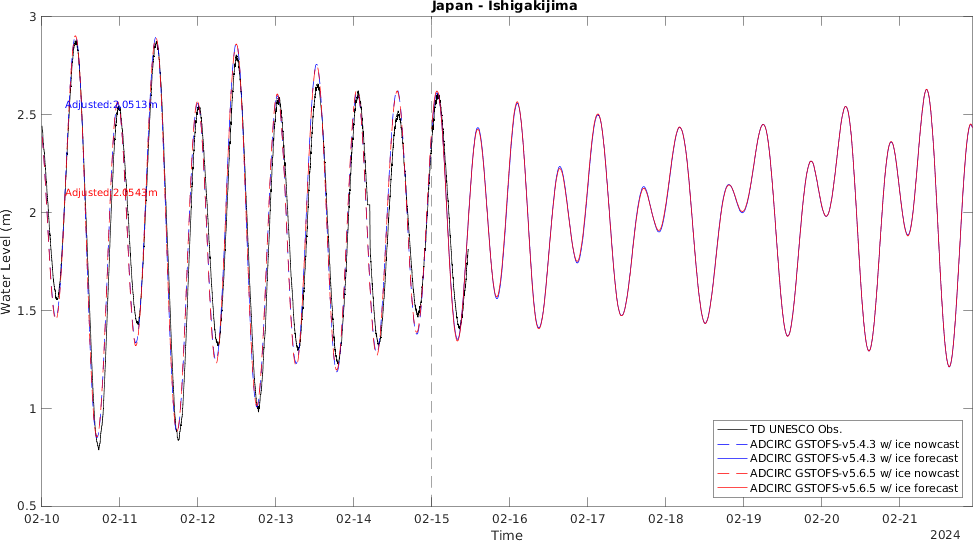 Japan - Ishigakijima
Water Level (m)
3
2.5
2
1.5
1
0.5
Adjusted:2.0513m
Adjusted:2.0543m
TD UNESCO Obs.
ADCIRC GSTOFS-v5.4.3 w/ ice nowcast
ADCIRC GSTOFS-v5.4.3 w/ ice forecast
ADCIRC GSTOFS-v5.6.5 w/ ice nowcast
ADCIRC GSTOFS-v5.6.5 w/ ice forecast
02-10 02-11 02-12 02-13 02-14 02-15 02-16 02-17 02-18 02-19 02-20 02-21
Time
2024